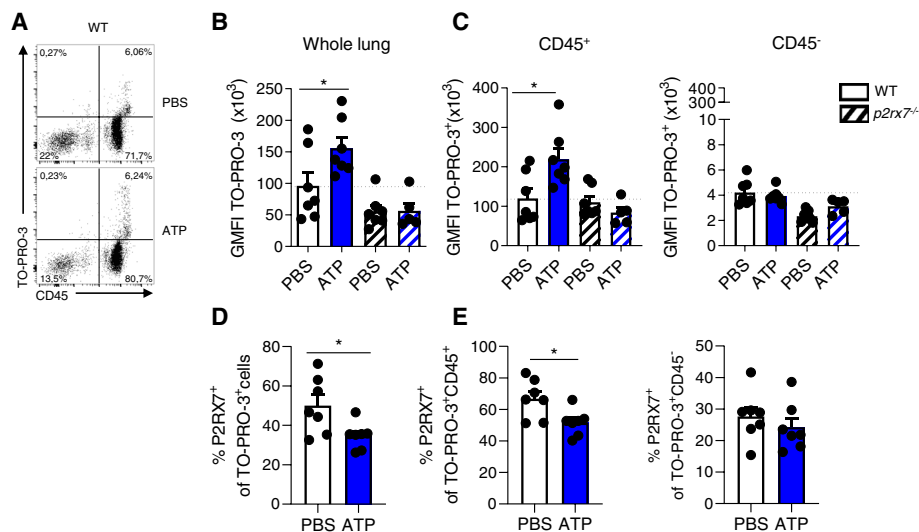 A
WT
0,27%
6,06%
PBS
22%
71,7%
0,23%
6,24%
ATP
13,5%
80,7%
TO-PRO-3
CD45
B
Whole lung
GMFI TO-PRO-3 (x10³)
250
200
150
100
50
0
*
PBS
ATP
PBS
ATP
C
CD45⁺
GMFI TO-PRO-3⁺(x10³)
400
300
200
100
0
*
PBS
ATP
PBS
ATP
CD45⁻
GMFI TO-PRO-3⁺ (x10³)
400
300
10
8
6
4
2
0
PBS
ATP
PBS
ATP
WT
p2rx7⁻/⁻
D
% P2RX7⁺
of TO-PRO-3⁺cells
80
60
40
20
0
*
PBS
ATP
E
% P2RX7⁺
of TO-PRO-3⁺CD45⁺
100
80
60
40
20
0
*
PBS
ATP
% P2RX7⁺
of TO-PRO-3⁺CD45⁻
50
40
30
20
10
0
PBS
ATP